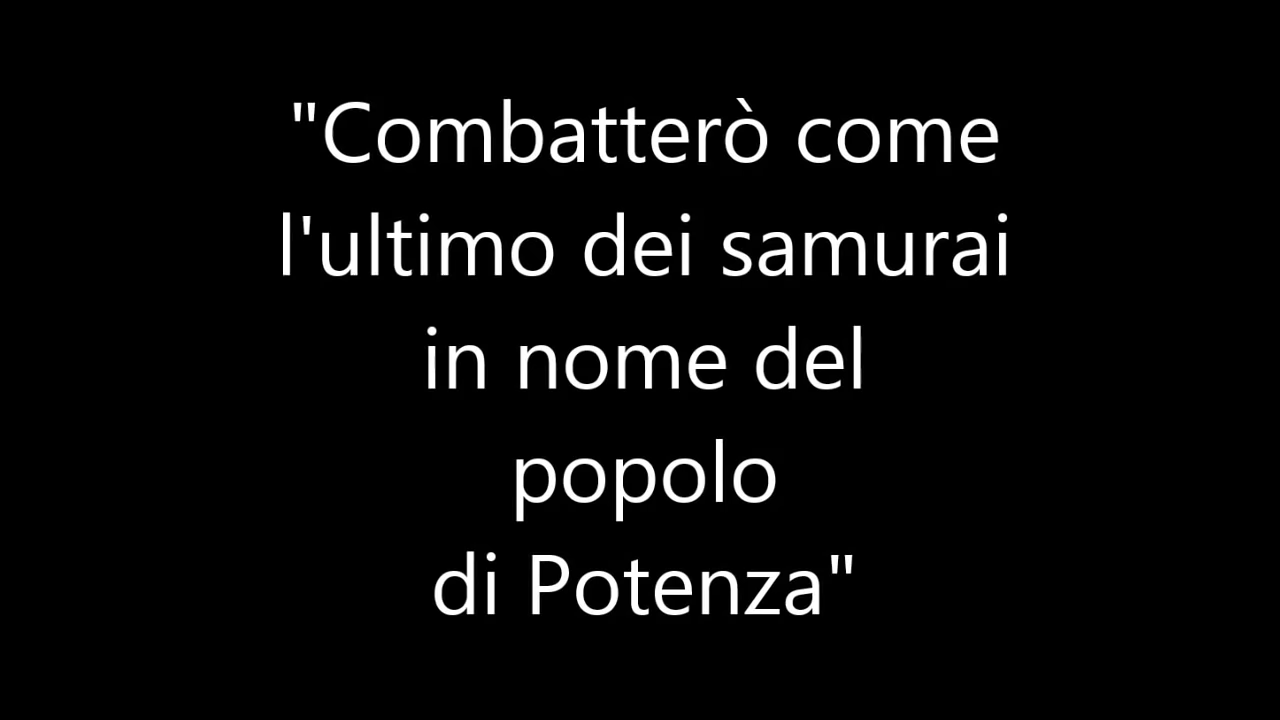 "Combatterò come
l'ultimo dei samurai
in nome del
popolo
di Potenza"